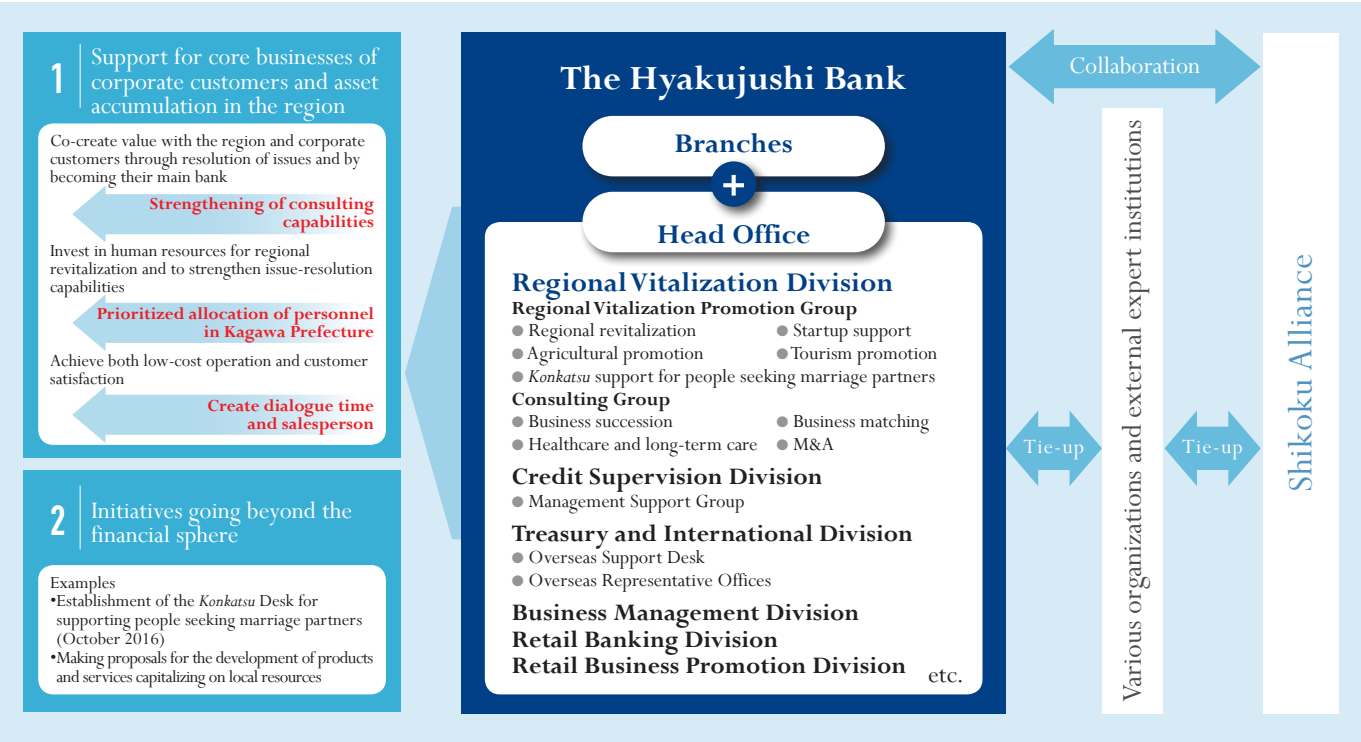 1
Support for core businesses of
corporate customers and asset
accumulation in the region
Co-create value with the region and corporate
customers through resolution of issues and by
becoming their main bank
Strengthening of consulting
capabilities
Invest in human resources for regional
revitalization and to strengthen issue-resolution
capabilities
Prioritized allocation of personnel
in Kagawa Prefecture
Achieve both low-cost operation and customer
satisfaction
Create dialogue time
and salesperson
2
Initiatives going beyond the
financial sphere
Examples
•Establishment of the Konkatsu Desk for
supporting people seeking marriage partners
(October 2016)
•Making proposals for the development of products
and services capitalizing on local resources
The Hyakujushi Bank
Branches
+
Head Office
Regional Vitalization Division
Regional Vitalization Promotion Group
● Regional revitalization ● Startup support
● Agricultural promotion ● Tourism promotion
● Konkatsu support for people seeking marriage partners
Consulting Group
● Business succession ● Business matching
● Healthcare and long-term care ● M&A
Credit Supervision Division
● Management Support Group
Treasury and International Division
● Overseas Support Desk
● Overseas Representative Offices
Business Management Division
Retail Banking Division
Retail Business Promotion Division etc.
Collaboration
Tie-up
Various organizations and external expert institutions
Tie-up
Shikoku Alliance